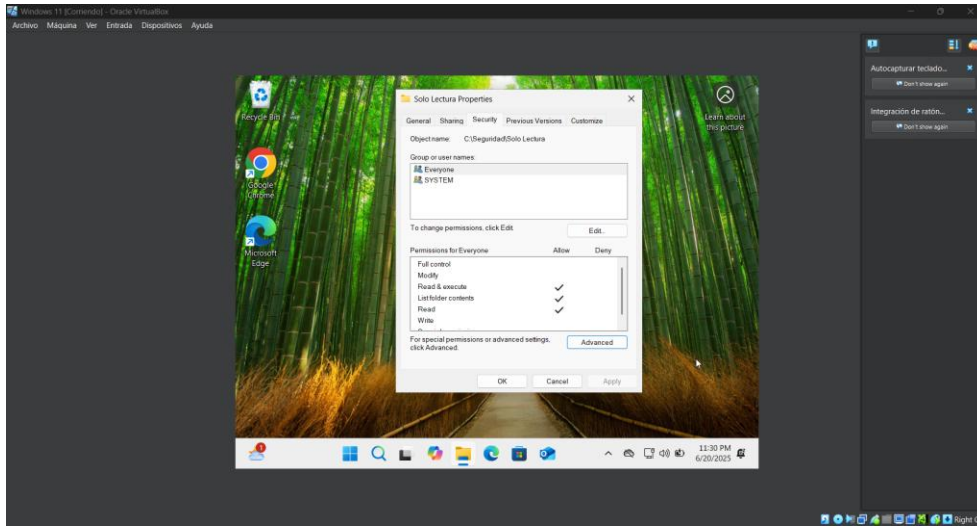 Windows 11 [Corriendo] - Oracle VirtualBox
Archivo Máquina Ver Entrada Dispositivos Ayuda
Autocapturar teclado...
Don't show again
Integración de ratón...
Don't show again
Recycle Bin
Google Chrome
Microsoft Edge
Learn about
this picture
Solo Lectura Properties
General Sharing Security Previous Versions Customize
Object name: C:\Seguridad\Solo Lectura
Group or user names:
Everyone
SYSTEM
To change permissions, click Edit.
Edit...
Permissions for Everyone Allow Deny
Full control
Modify
Read & execute
List folder contents
Read
Write
For special permissions or advanced settings,
click Advanced.
Advanced
OK Cancel Apply
1
11:30 PM
6/20/2025
Right